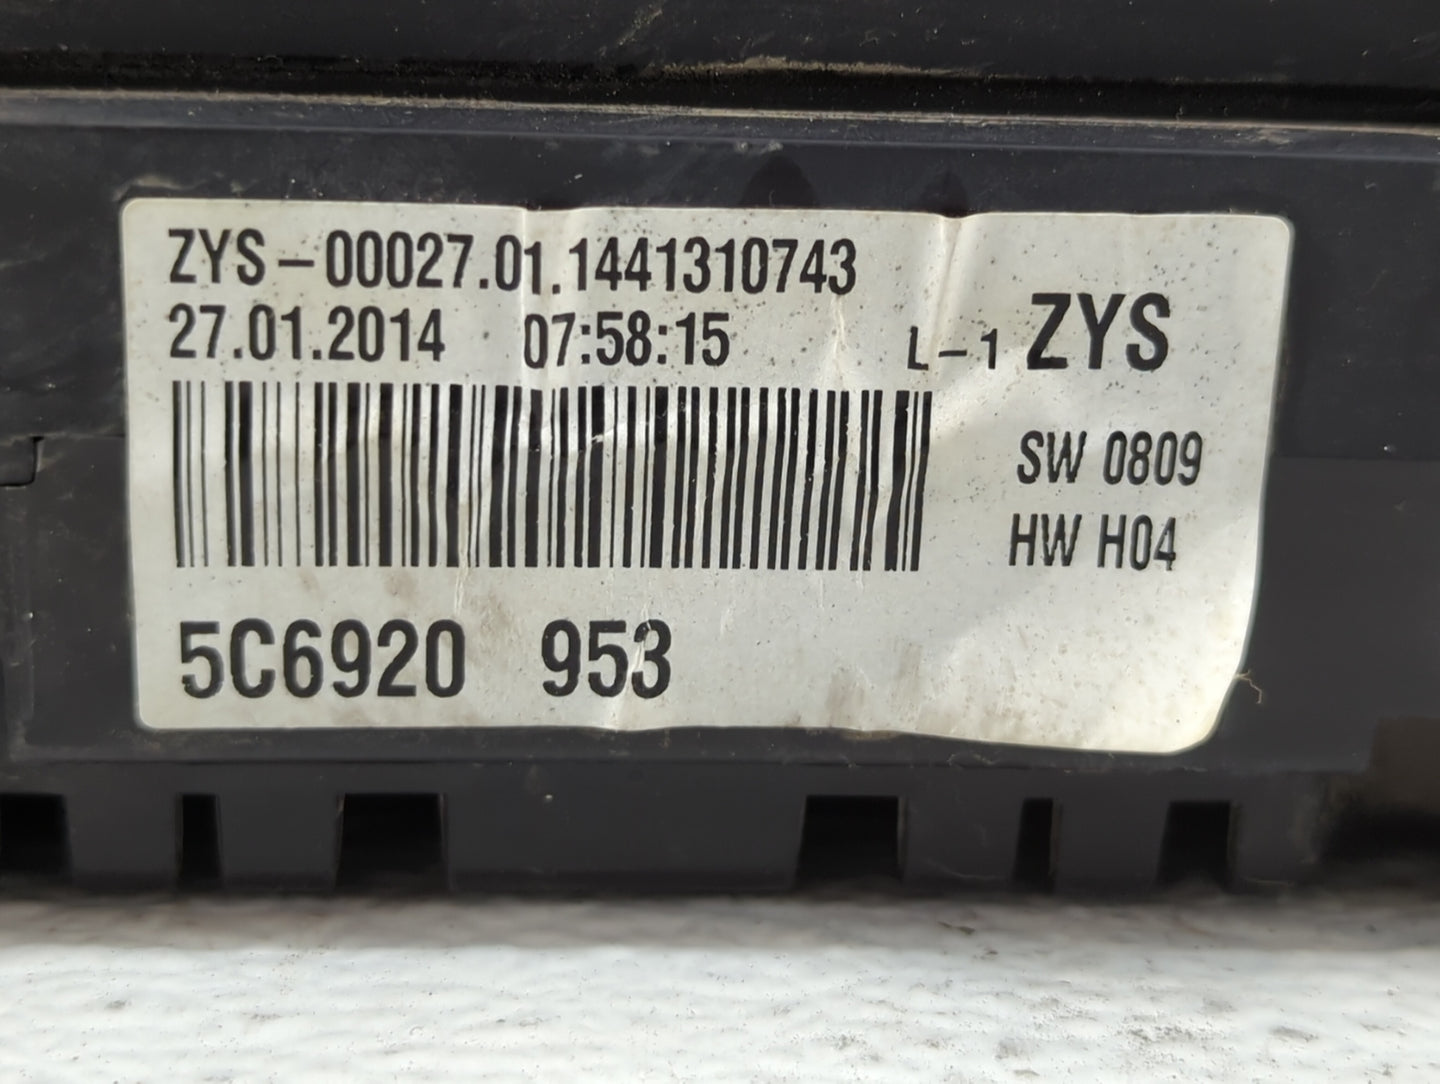 ZYS-00027.01.1441310743
27.01.2014 07:58:15 L-1 ZYS
SW 0809
HW H04
5C6920 953